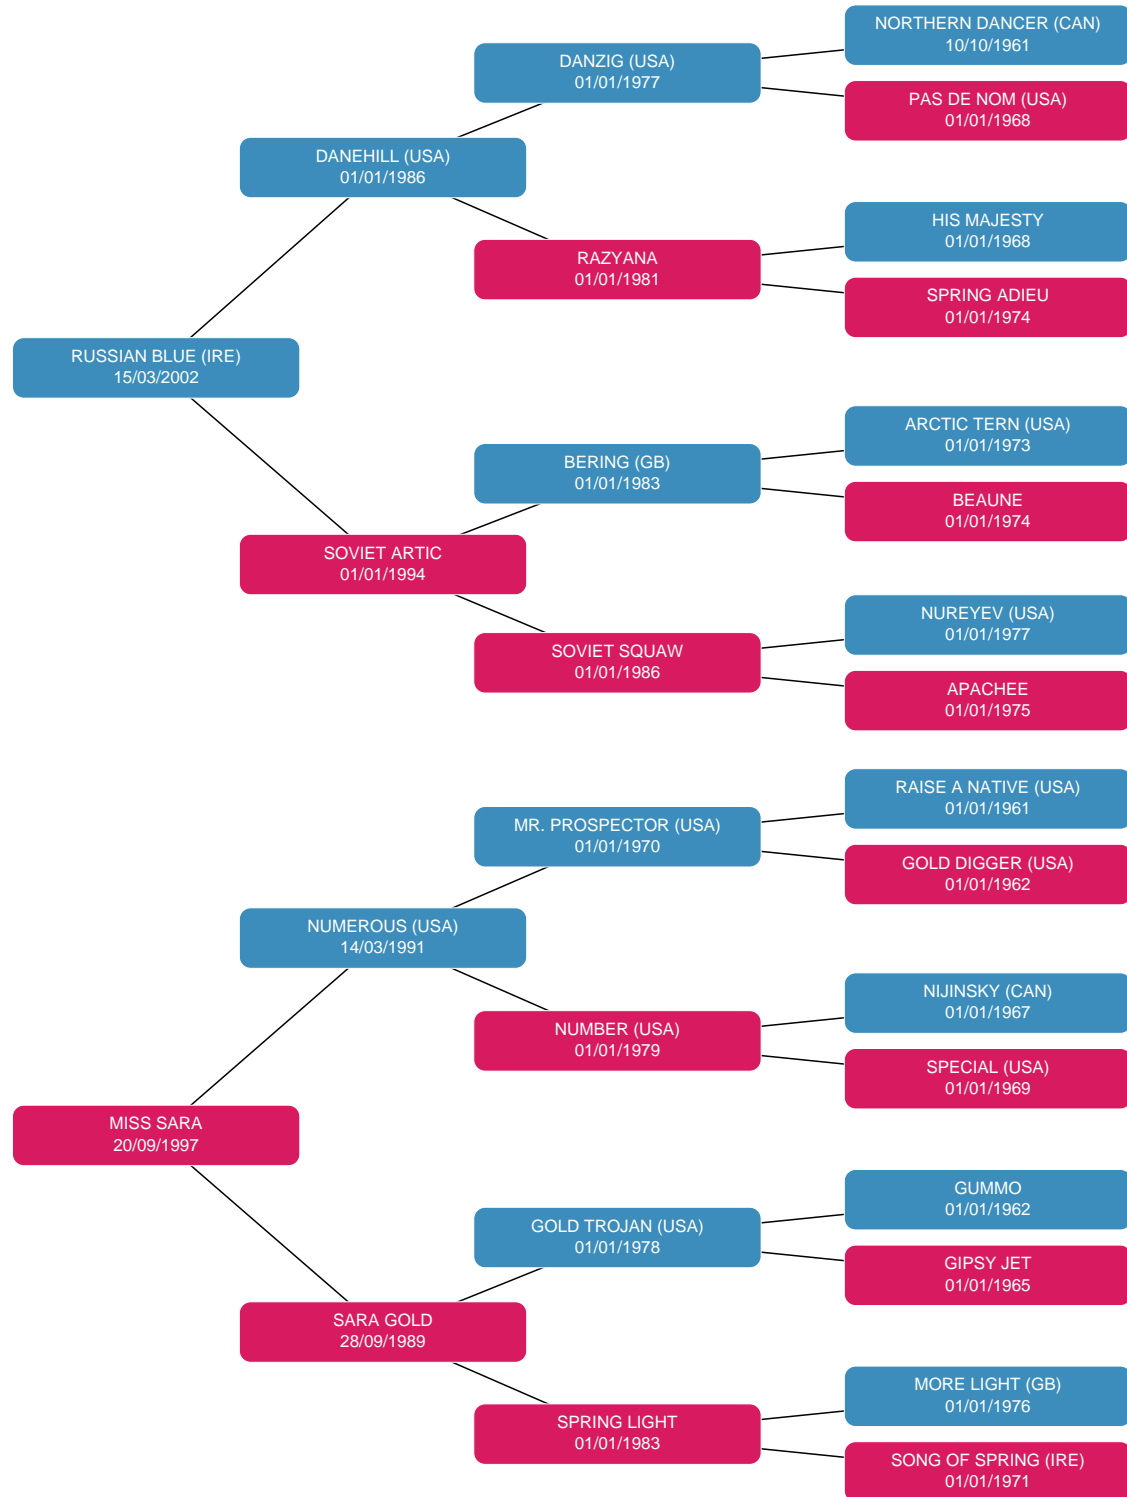 NORTHERN DANCER (CAN)
10/10/1961
DANZIG (USA)
01/01/1977
PAS DE NOM (USA)
01/01/1968
DANEHILL (USA)
01/01/1986
HIS MAJESTY
01/01/1968
RAZYANA
01/01/1981
SPRING ADIEU
01/01/1974
RUSSIAN BLUE (IRE)
15/03/2002
ARCTIC TERN (USA)
01/01/1973
BERING (GB)
01/01/1983
BEAUNE
01/01/1974
SOVIET ARTIC
01/01/1994
NUREYEV (USA)
01/01/1977
SOVIET SQUAW
01/01/1986
APACHEE
01/01/1975
RAISE A NATIVE (USA)
01/01/1961
MR. PROSPECTOR (USA)
01/01/1970
GOLD DIGGER (USA)
01/01/1962
NUMEROUS (USA)
14/03/1991
NIJINSKY (CAN)
01/01/1967
NUMBER (USA)
01/01/1979
SPECIAL (USA)
01/01/1969
MISS SARA
20/09/1997
GUMMO
01/01/1962
GOLD TROJAN (USA)
01/01/1978
GIPSY JET
01/01/1965
SARA GOLD
28/09/1989
MORE LIGHT (GB)
01/01/1976
SPRING LIGHT
01/01/1983
SONG OF SPRING (IRE)
01/01/1971